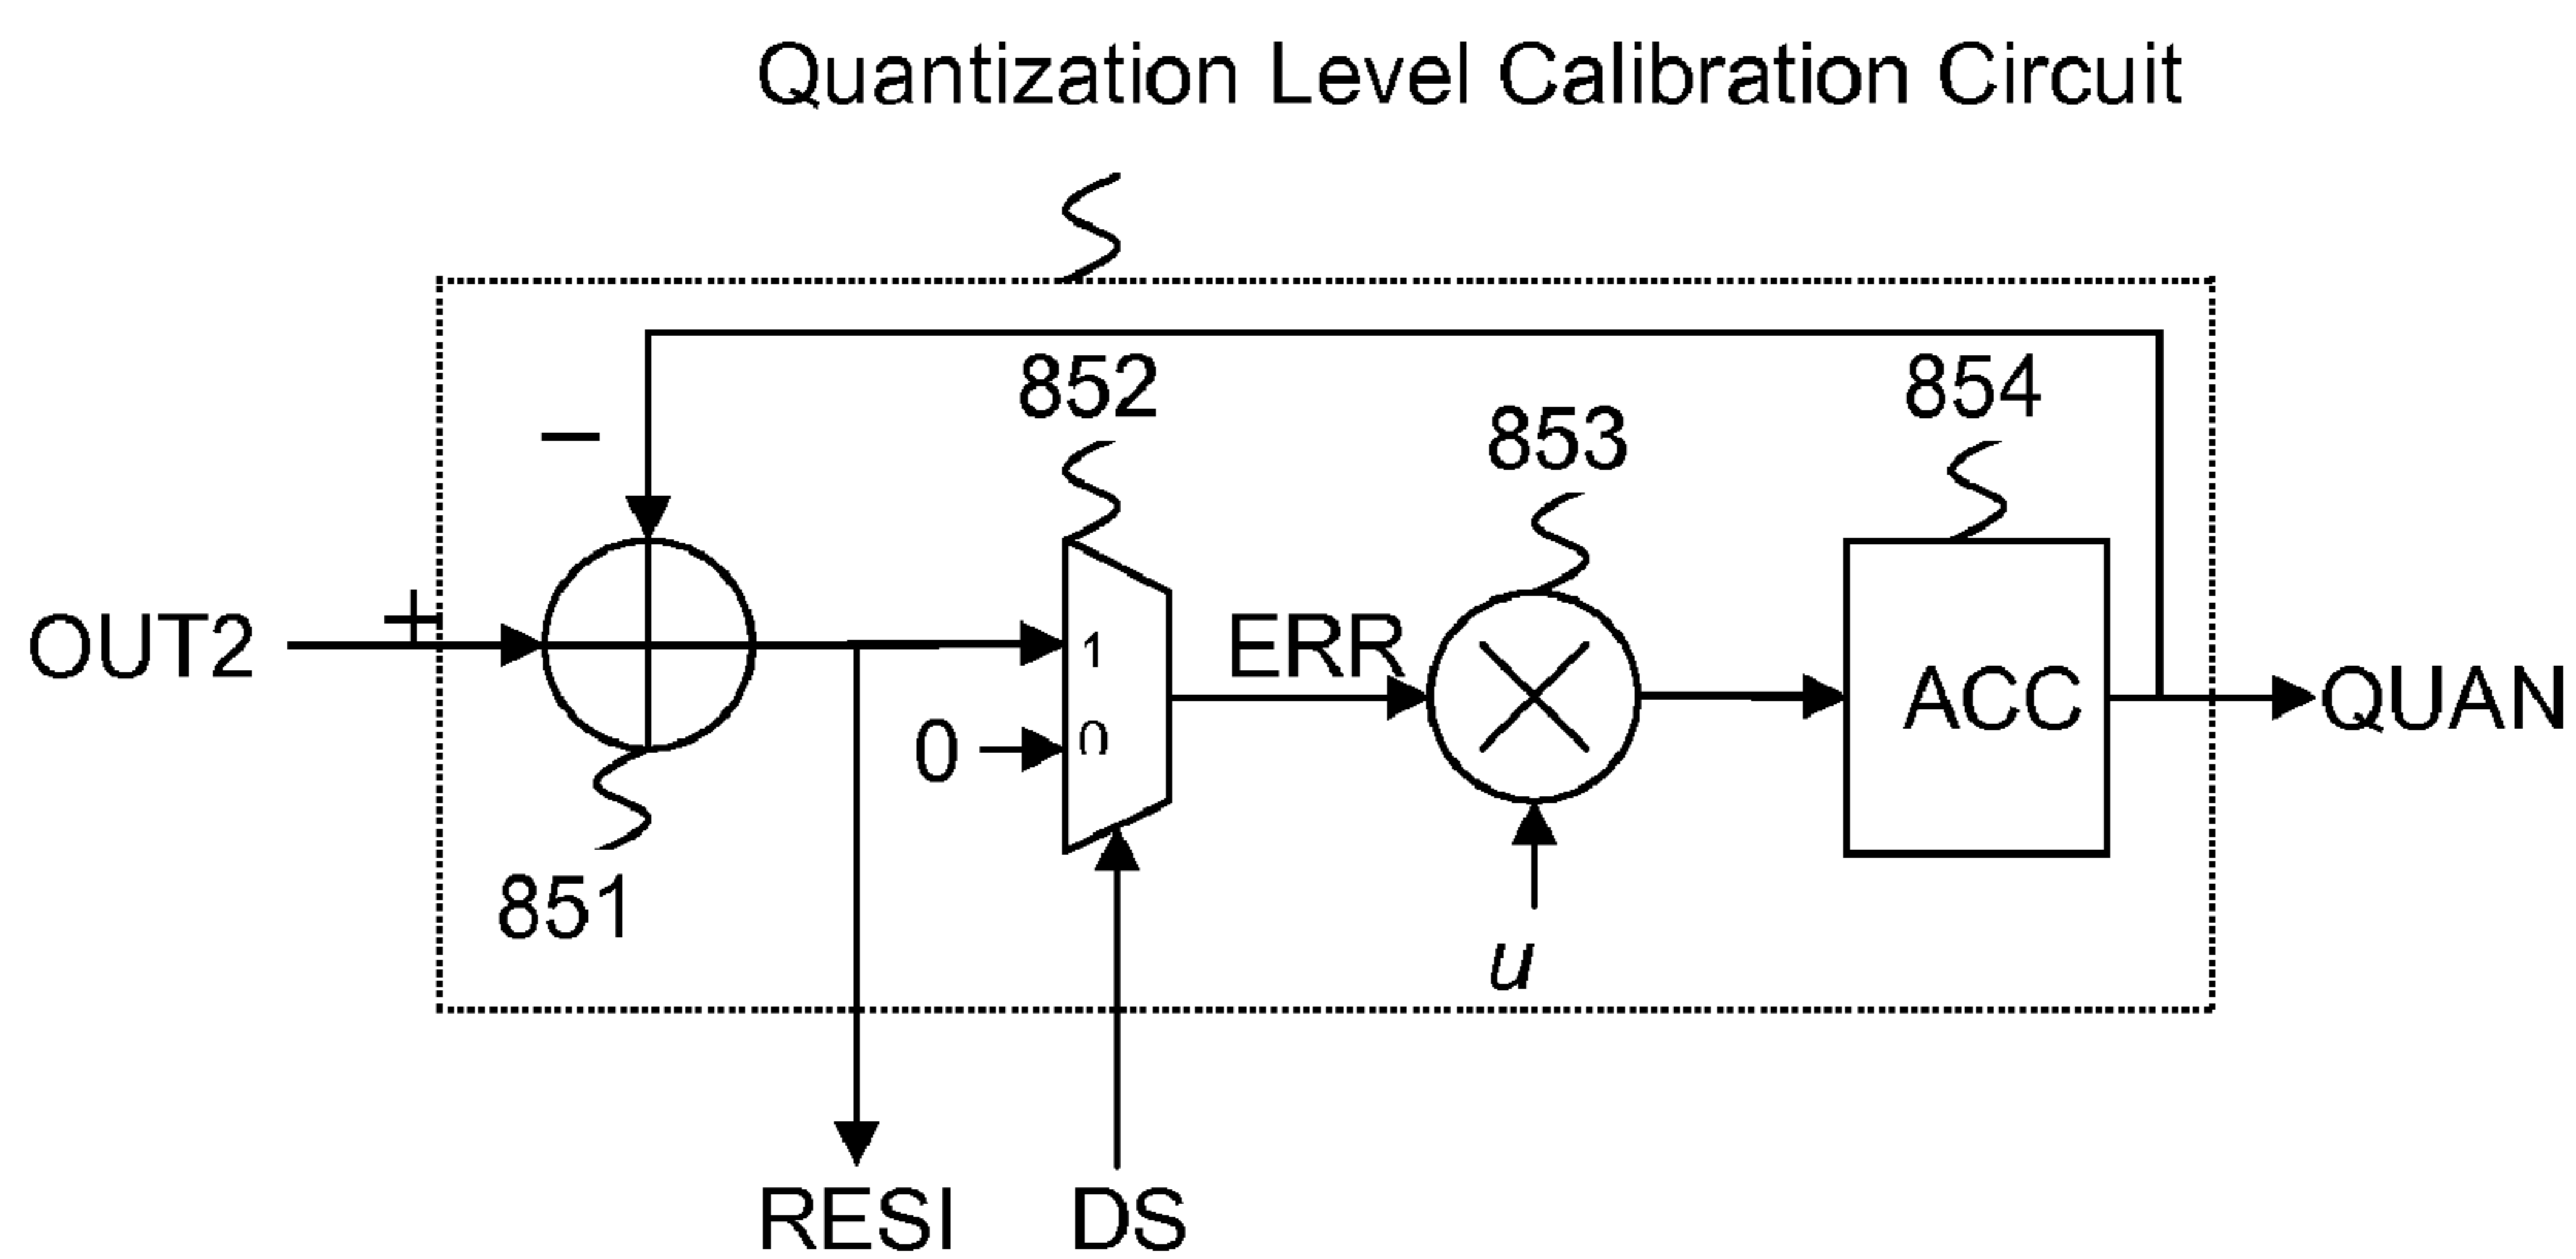 Quantization Level Calibration Circuit
852
854
853
−
+
OUT2
1
ERR
ACC
QUAN
0
0
851
u
RESI
DS